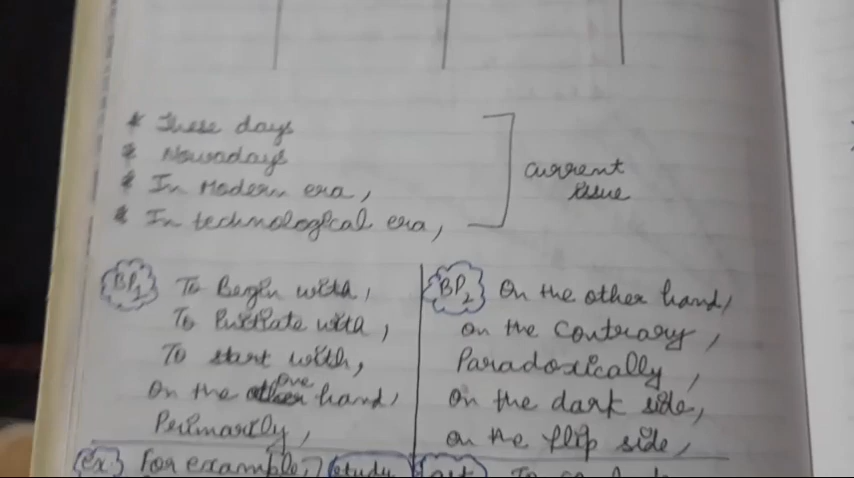 * These days
* Nowadays
* In Modern era,
* In technological era,
current
issue
BP1 To Begin with,
To Initiate with,
To start with,
On the one hand,
Primarily,
BP2 On the other hand,
on the contrary,
Paradoxically,
on the dark side,
on the flip side,
Ex For example, study